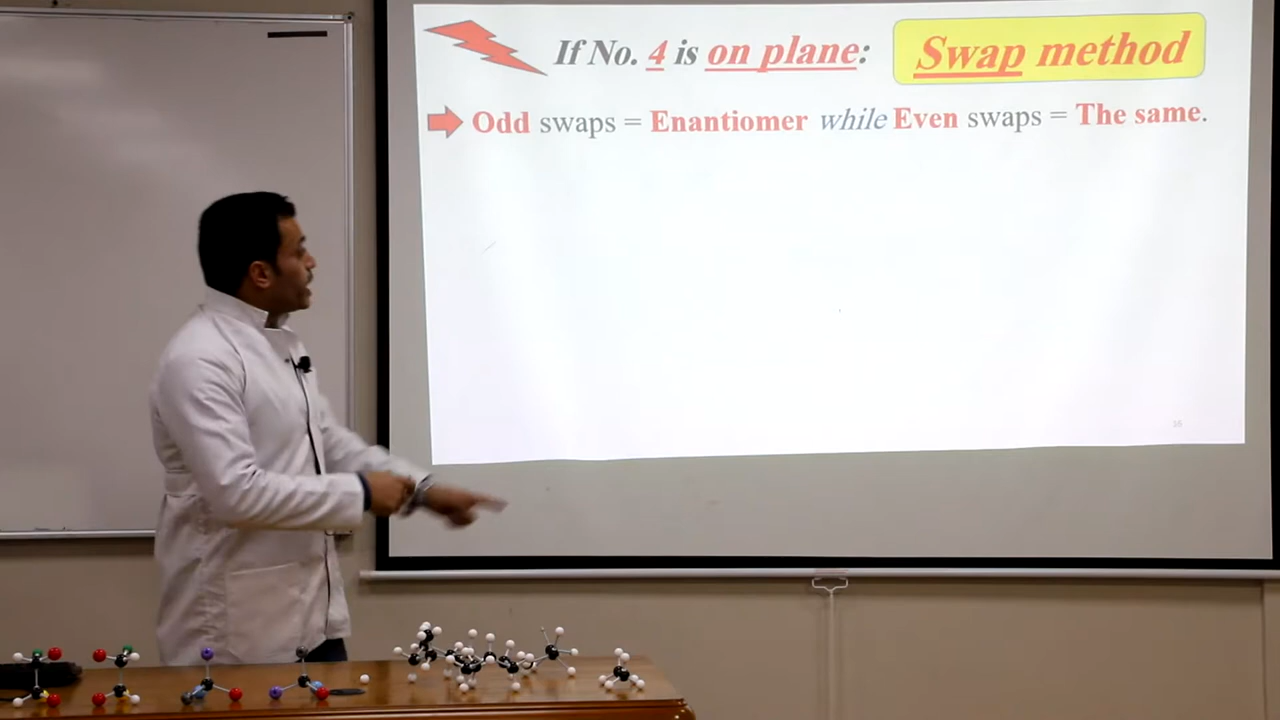 If No. 4 is on plane: Swap method
Odd swaps = Enantiomer while Even swaps = The same.